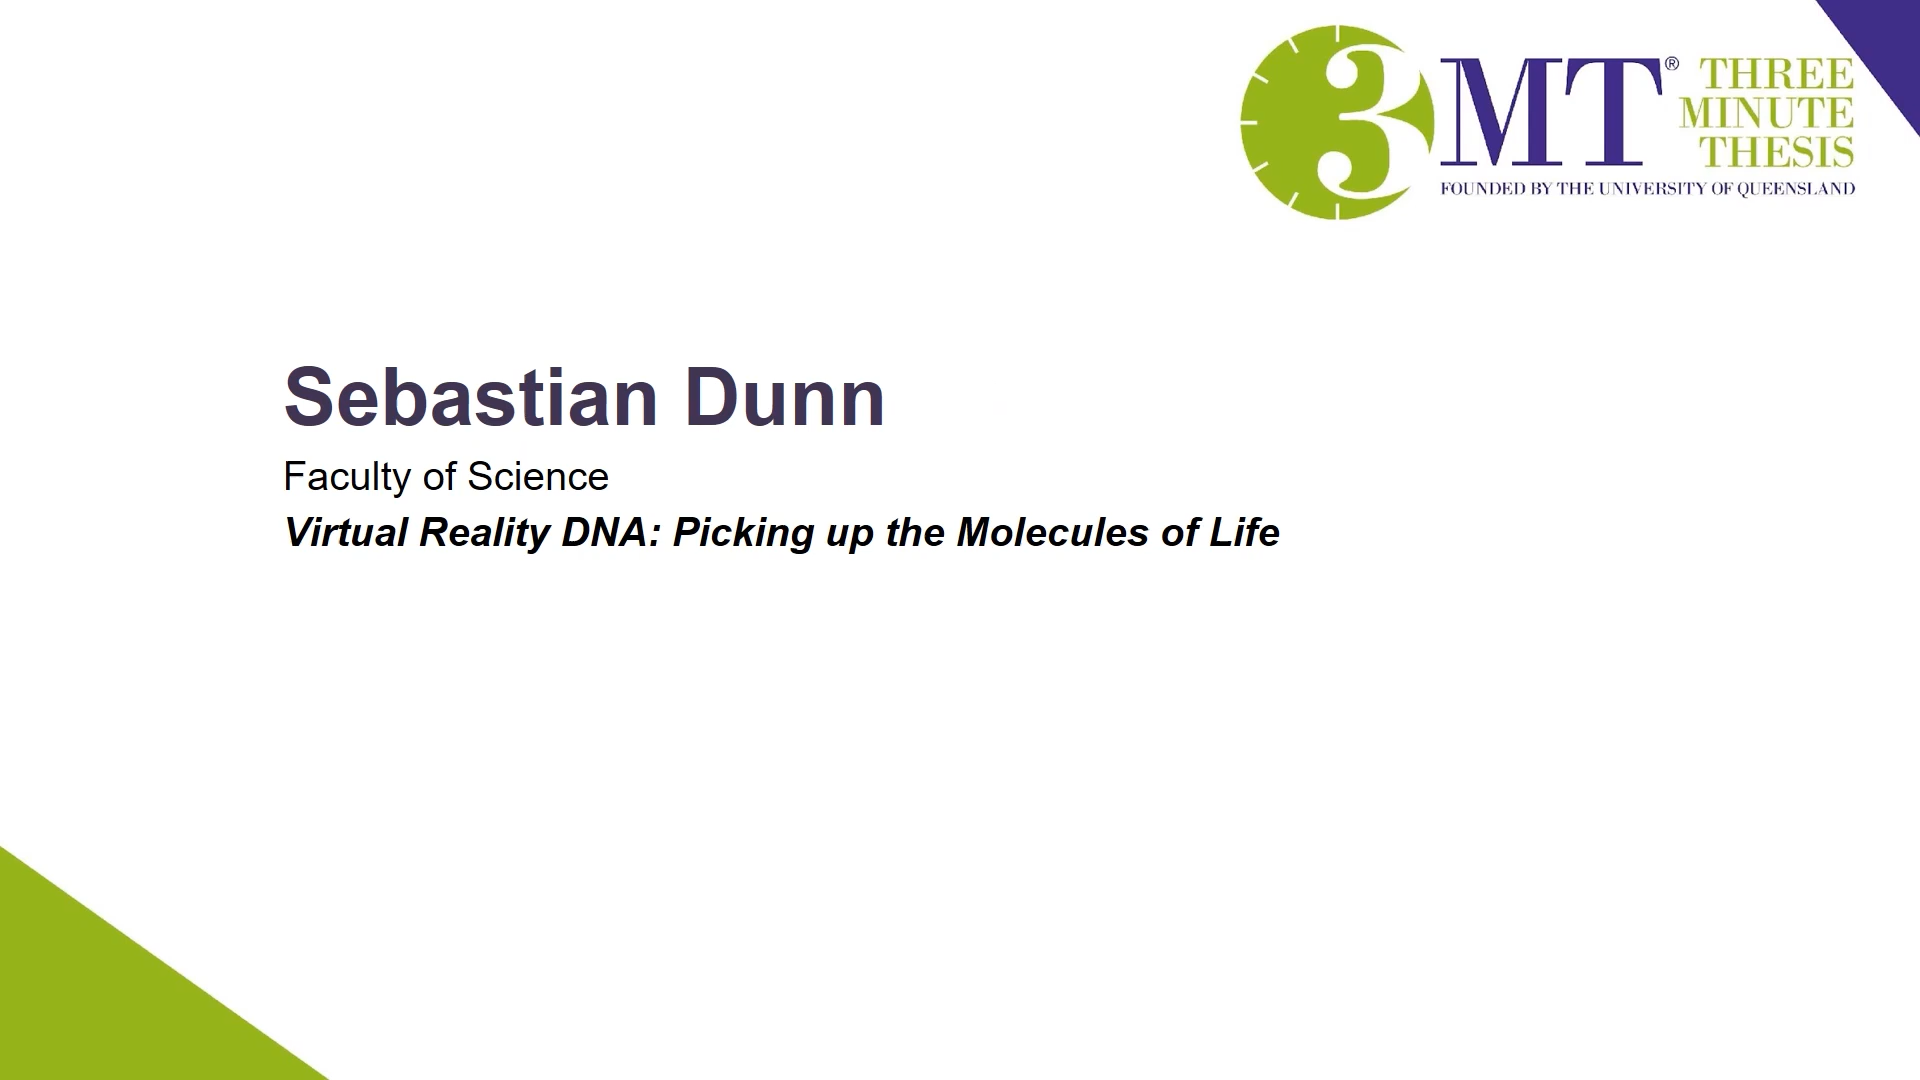 3MT® THREE
MINUTE
THESIS
FOUNDED BY THE UNIVERSITY OF QUEENSLAND
Sebastian Dunn
Faculty of Science
Virtual Reality DNA: Picking up the Molecules of Life